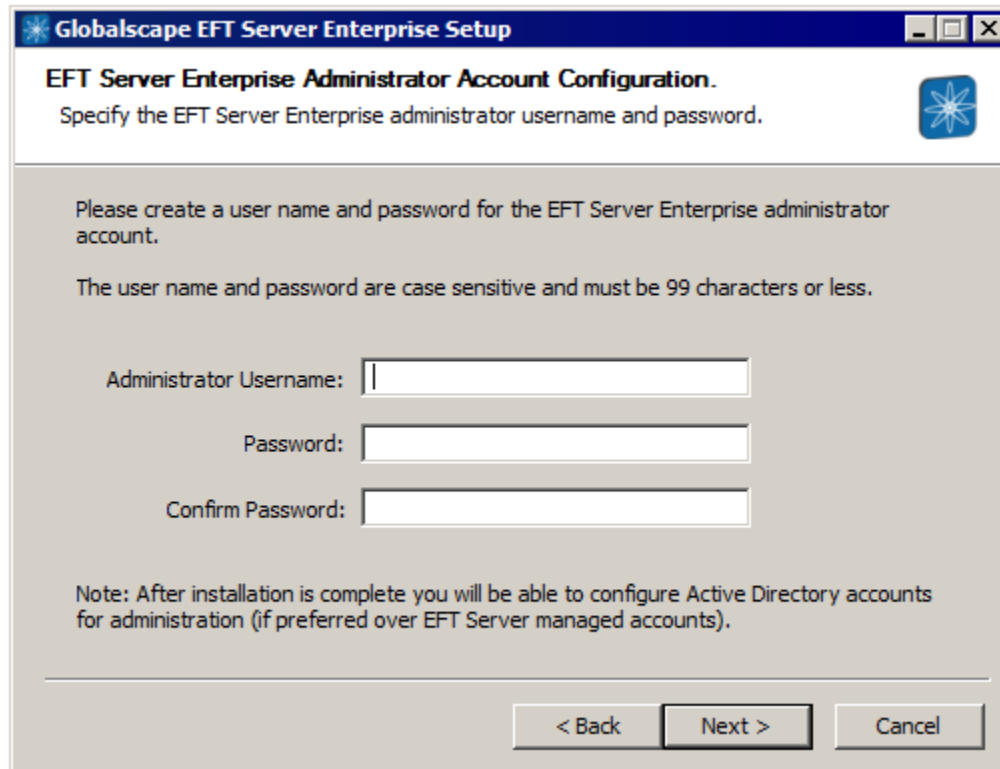 Globalscape EFT Server Enterprise Setup
EFT Server Enterprise Administrator Account Configuration.
Specify the EFT Server Enterprise administrator username and password.
Please create a user name and password for the EFT Server Enterprise administrator
account.
The user name and password are case sensitive and must be 99 characters or less.
Administrator Username:
Password:
Confirm Password:
Note: After installation is complete you will be able to configure Active Directory accounts
for administration (if preferred over EFT Server managed accounts).
< Back Next > Cancel